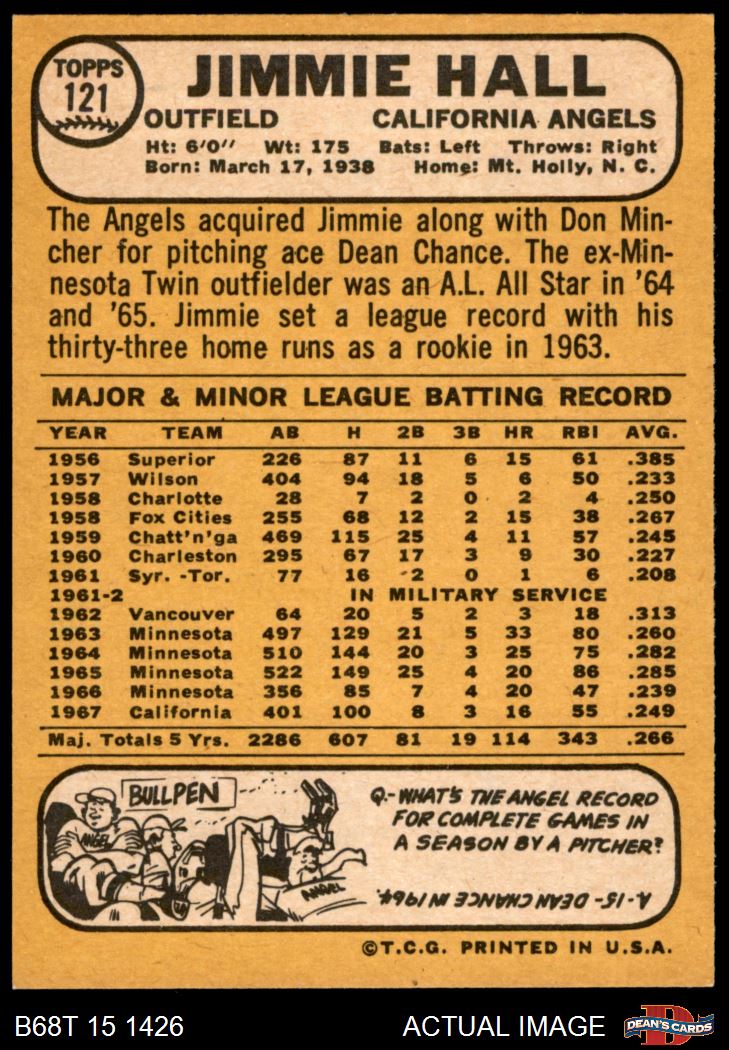 TOPPS
121
JIMMIE HALL
OUTFIELD CALIFORNIA ANGELS
Ht: 6'0" Wt: 175 Bats: Left Throws: Right
Born: March 17, 1938 Home: Mt. Holly, N. C.
The Angels acquired Jimmie along with Don Min-
cher for pitching ace Dean Chance. The ex-Min-
nesota Twin outfielder was an A.L. All Star in '64
and '65. Jimmie set a league record with his
thirty-three home runs as a rookie in 1963.
MAJOR & MINOR LEAGUE BATTING RECORD
YEAR TEAM AB H 2B 3B HR RBI AVG.
1956 Superior 226 87 11 6 15 61 .385
1957 Wilson 404 94 18 5 6 50 .233
1958 Charlotte 28 7 2 0 2 4 .250
1958 Fox Cities 255 68 12 2 15 38 .267
1959 Chatt'n'ga 469 115 25 4 11 57 .245
1960 Charleston 295 67 17 3 9 30 .227
1961 Syr. -Tor. 77 16 2 0 1 6 .208
1961-2 IN MILITARY SERVICE
1962 Vancouver 64 20 5 2 3 18 .313
1963 Minnesota 497 129 21 5 33 80 .260
1964 Minnesota 510 144 20 3 25 75 .282
1965 Minnesota 522 149 25 4 20 86 .285
1966 Minnesota 356 85 7 4 20 47 .239
1967 California 401 100 8 3 16 55 .249
Maj. Totals 5 Yrs. 2286 607 81 19 114 343 .266
BULLPEN
ANGEL
ANGEL
Q.-WHAT'S THE ANGEL RECORD
FOR COMPLETE GAMES IN
A SEASON BY A PITCHER?
A-15-DEAN CHANCE IN 1964.
©T.C.G. PRINTED IN U.S.A.
B68T 15 1426 ACTUAL IMAGE
DEAN'S CARDS